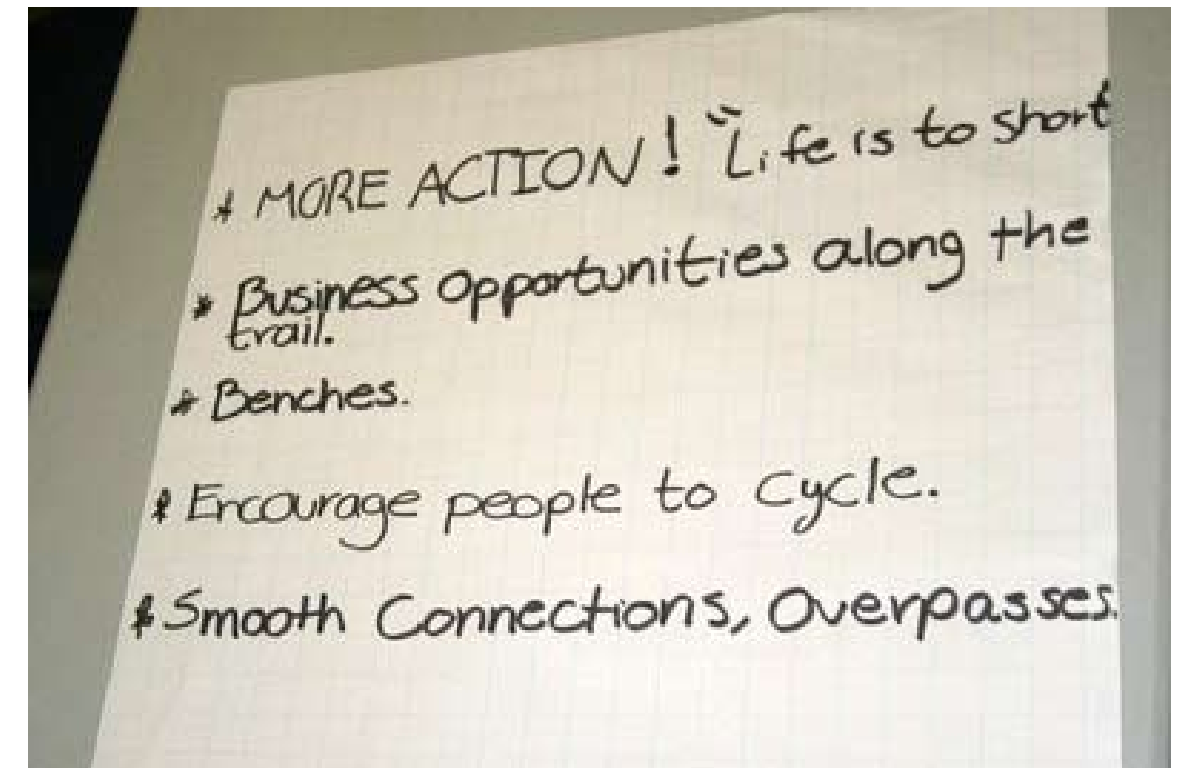 * MORE ACTION! "Life is to short
* Business Opportunities along the
trail.
* Benches.
* Encourage people to cycle.
* Smooth Connections, Overpasses.